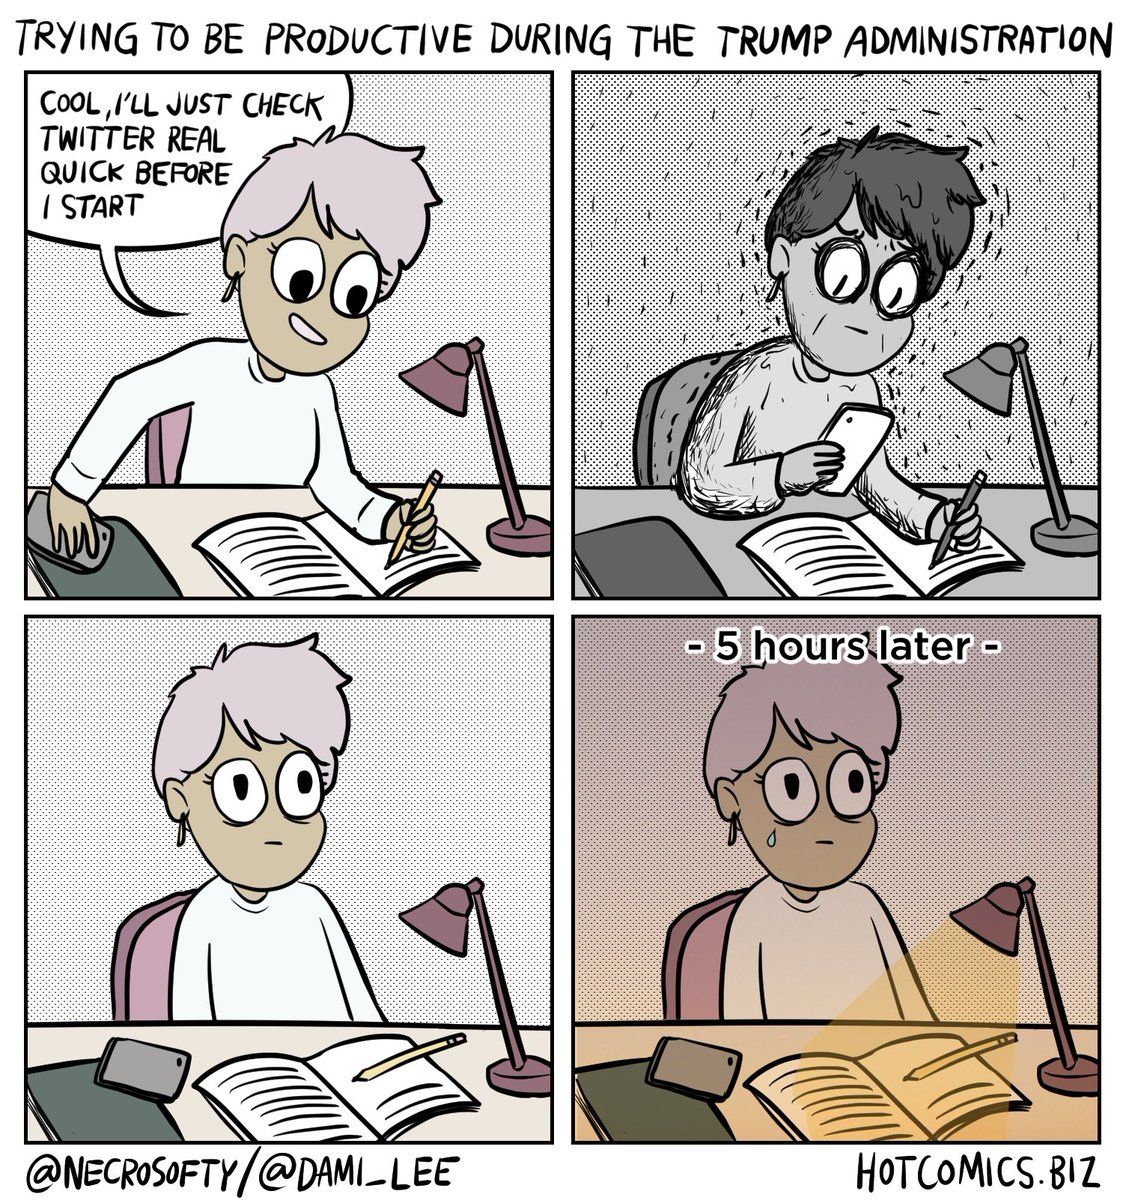 TRYING TO BE PRODUCTIVE DURING THE TRUMP ADMINISTRATION
COOL, I'LL JUST CHECK
TWITTER REAL
QUICK BEFORE
I START
- 5 hours later -
@NECROSOFTY/@DAMI_LEE
HOTCOMICS.BIZ